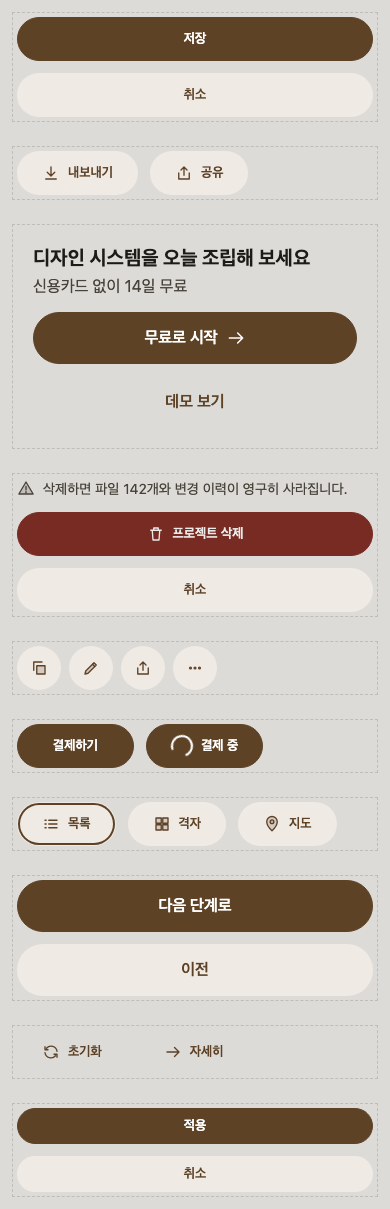 저장
취소
내보내기
공유
디자인 시스템을 오늘 조립해 보세요
신용카드 없이 14일 무료
무료로 시작
데모 보기
삭제하면 파일 142개와 변경 이력이 영구히 사라집니다.
프로젝트 삭제
취소
결제하기
결제 중
목록
격자
지도
다음 단계로
이전
초기화
자세히
적용
취소